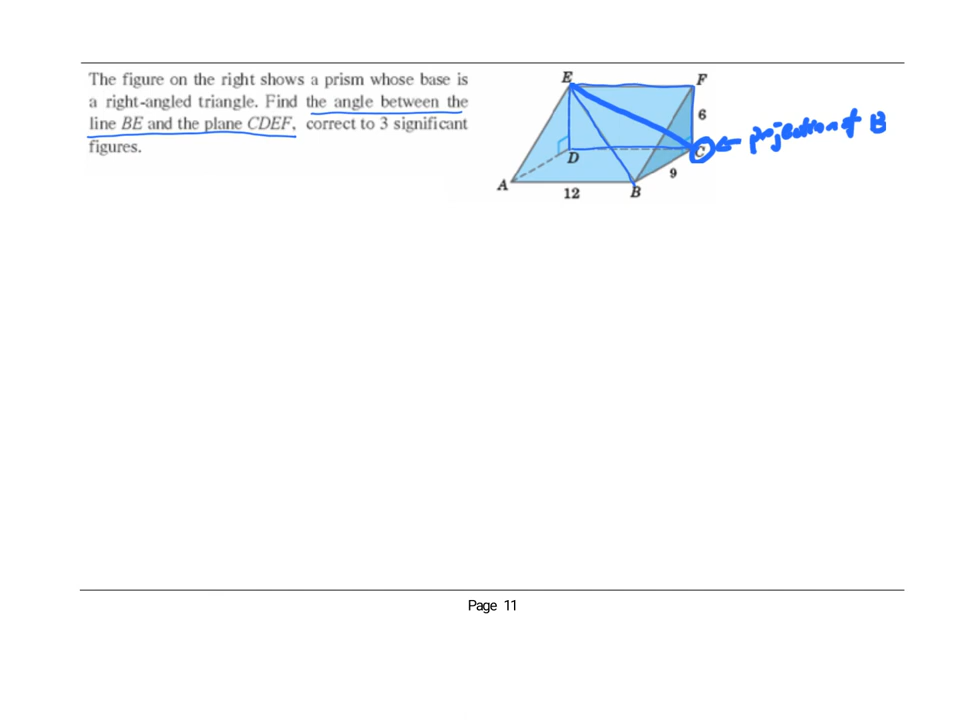 The figure on the right shows a prism whose base is
a right-angled triangle. Find the angle between the
line BE and the plane CDEF, correct to 3 significant
figures.
E
F
6
C
← projection of B
D
9
A
12
B
Page 11